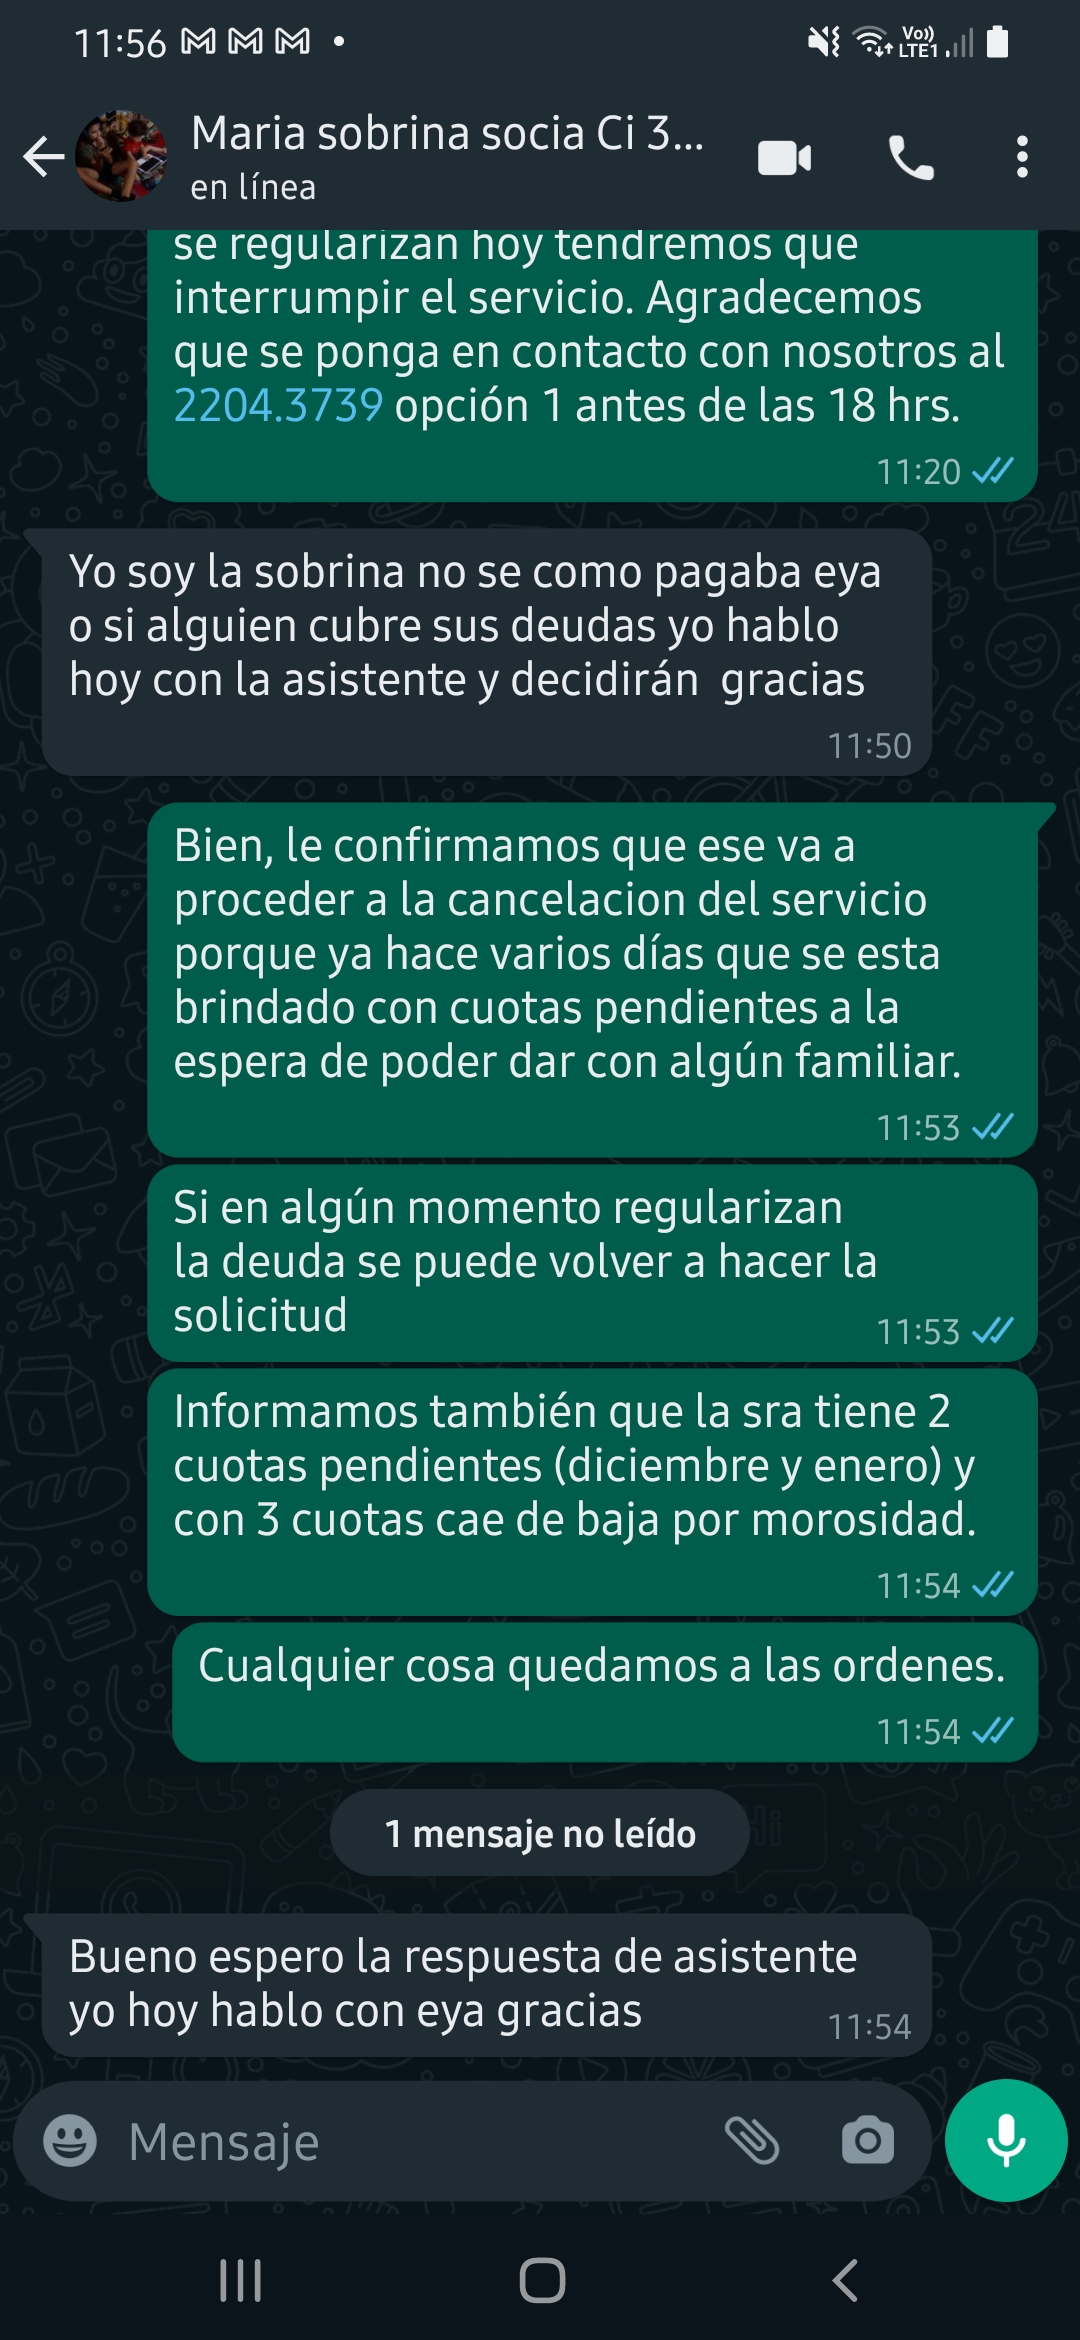 11:56
Vo))
LTE1
Maria sobrina socia Ci 3...
en línea
se regularizan hoy tendremos que
interrumpir el servicio. Agradecemos
que se ponga en contacto con nosotros al
2204.3739 opción 1 antes de las 18 hrs.
11:20
Yo soy la sobrina no se como pagaba eya
o si alguien cubre sus deudas yo hablo
hoy con la asistente y decidirán  gracias
11:50
Bien, le confirmamos que ese va a
proceder a la cancelacion del servicio
porque ya hace varios días que se esta
brindado con cuotas pendientes a la
espera de poder dar con algún familiar.
11:53
Si en algún momento regularizan
la deuda se puede volver a hacer la
solicitud
11:53
Informamos también que la sra tiene 2
cuotas pendientes (diciembre y enero) y
con 3 cuotas cae de baja por morosidad.
11:54
Cualquier cosa quedamos a las ordenes.
11:54
1 mensaje no leído
Bueno espero la respuesta de asistente
yo hoy hablo con eya gracias
11:54
Mensaje